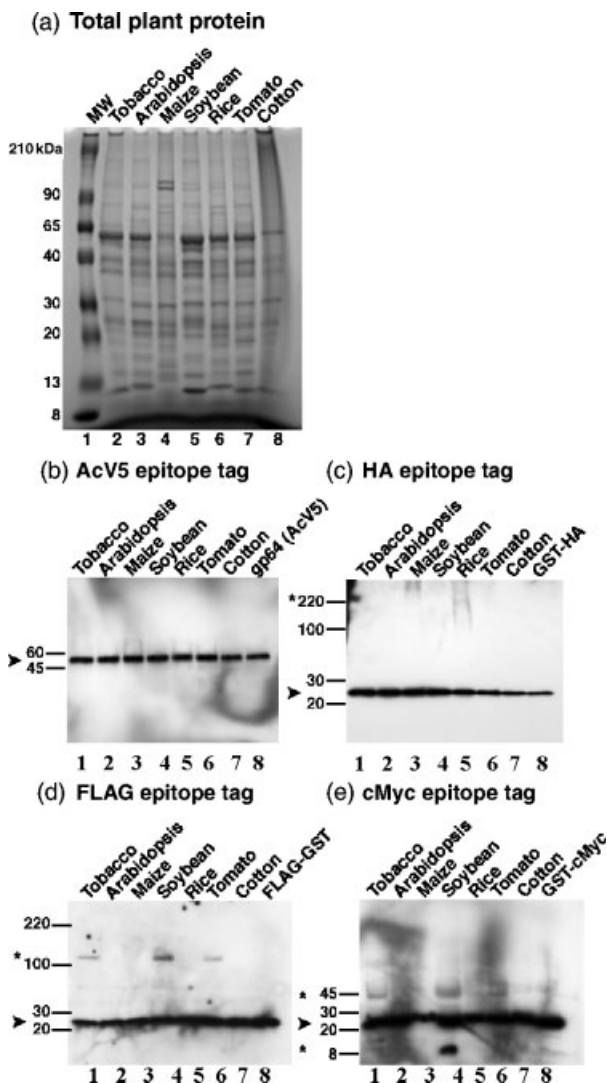 (a) Total plant protein
MW Tobacco Arabidopsis Maize Soybean Rice Tomato Cotton
210 kDa
90
65
40
30
20
13
8
1 2 3 4 5 6 7 8
(b) AcV5 epitope tag
Tobacco Arabidopsis Maize Soybean Rice Tomato Cotton gp64 (AcV5)
60
45
1 2 3 4 5 6 7 8
(c) HA epitope tag
Tobacco Arabidopsis Maize Soybean Rice Tomato Cotton GST-HA
* 220
100
30
20
1 2 3 4 5 6 7 8
(d) FLAG epitope tag
Tobacco Arabidopsis Maize Soybean Rice Tomato Cotton FLAG-GST
220
*
100
30
20
1 2 3 4 5 6 7 8
(e) cMyc epitope tag
Tobacco Arabidopsis Maize Soybean Rice Tomato Cotton GST-cMyc
* 45
30
20
* 8
1 2 3 4 5 6 7 8